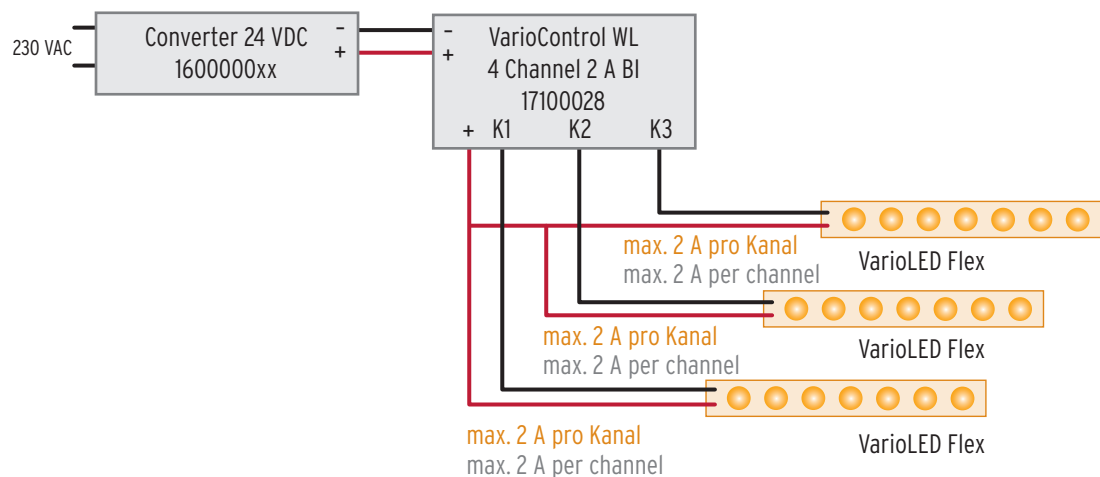 230 VAC
Converter 24 VDC
1600000xx
-
+
-
+
VarioControl WL
4 Channel 2 A BI
17100028
+ K1 K2 K3
max. 2 A pro Kanal
max. 2 A per channel
VarioLED Flex
max. 2 A pro Kanal
max. 2 A per channel
VarioLED Flex
max. 2 A pro Kanal
max. 2 A per channel
VarioLED Flex